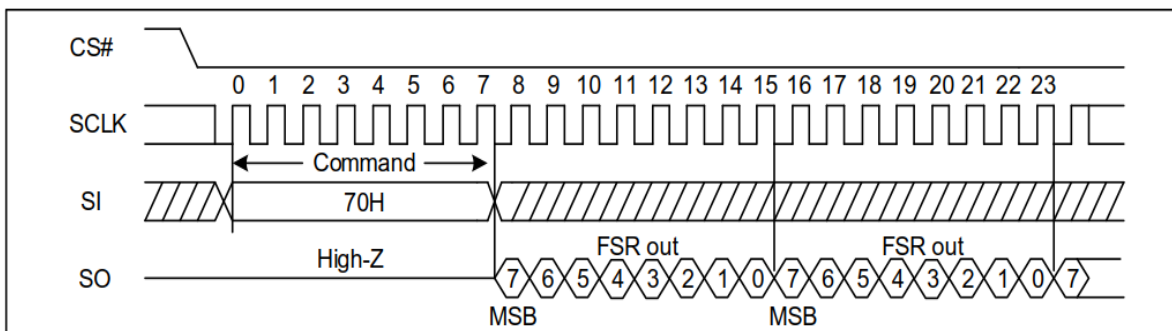 CS#
0 1 2 3 4 5 6 7 8 9 10 11 12 13 14 15 16 17 18 19 20 21 22 23
SCLK
Command
SI
70H
High-Z
FSR out
FSR out
SO
7 6 5 4 3 2 1 0 7 6 5 4 3 2 1 0 7
MSB
MSB